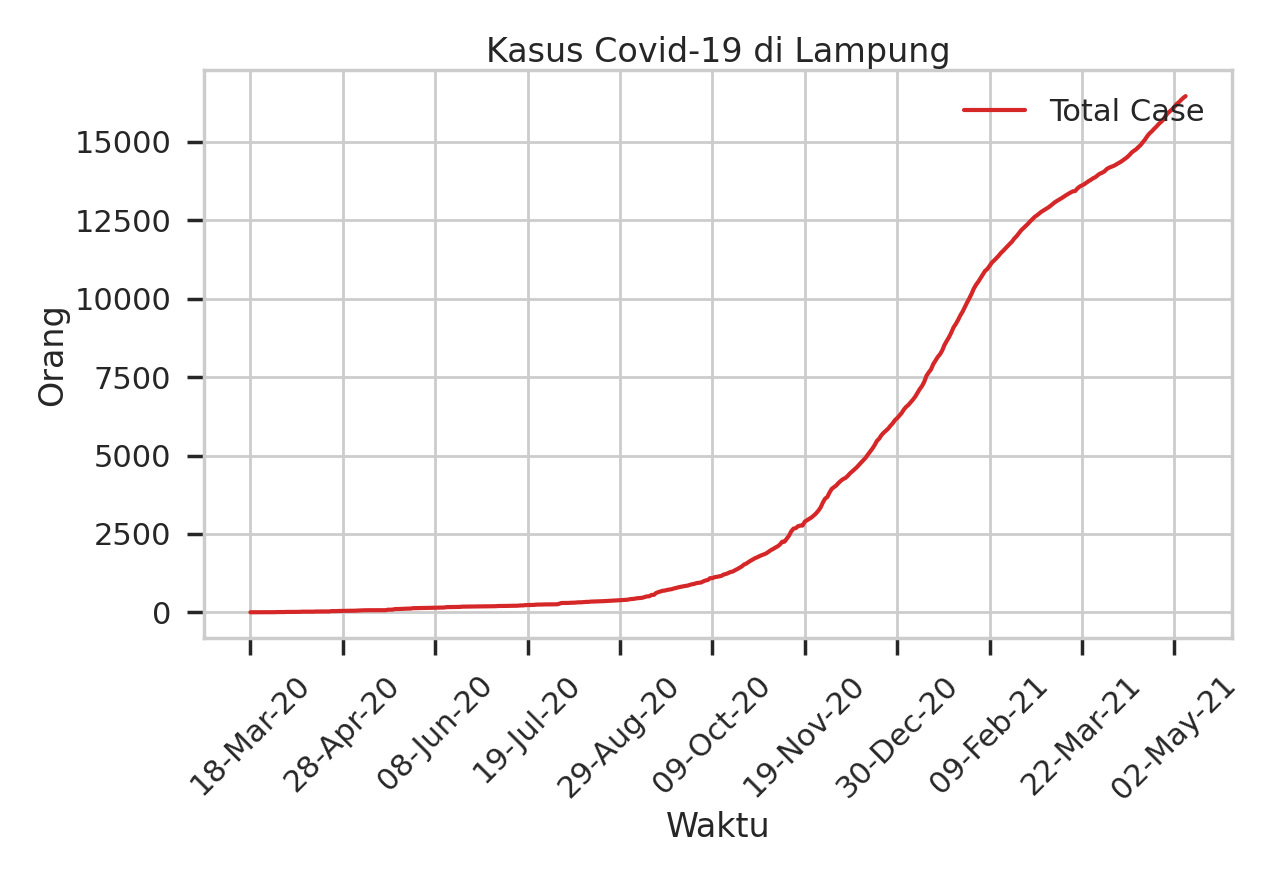 Kasus Covid-19 di Lampung
Total Case
15000
12500
10000
7500
5000
2500
0
Orang
18-Mar-20
28-Apr-20
08-Jun-20
19-Jul-20
29-Aug-20
09-Oct-20
19-Nov-20
30-Dec-20
09-Feb-21
22-Mar-21
02-May-21
Waktu